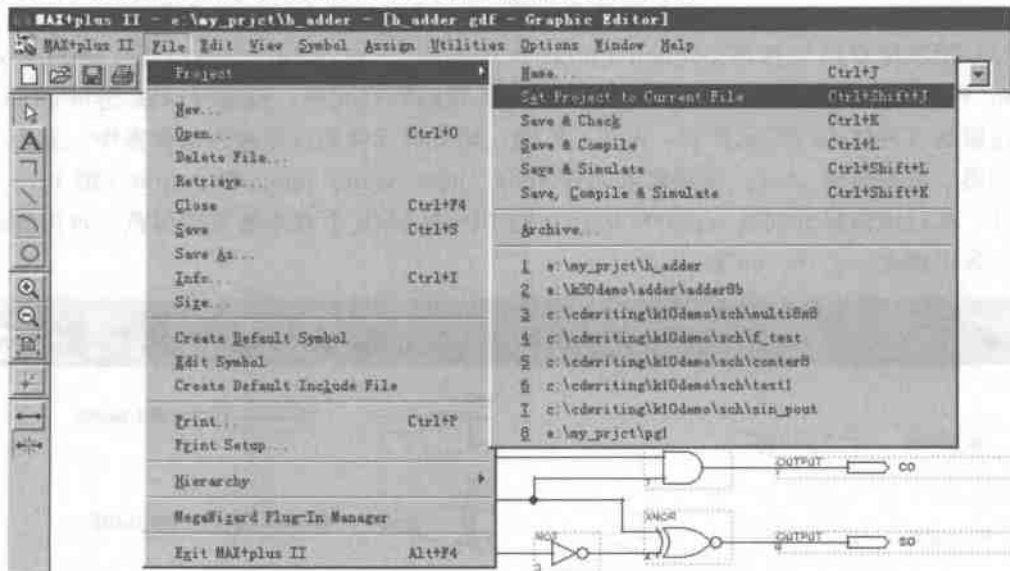 MAX+plus II - e:\my_prjct\h_adder - [h_adder.gdf - Graphic Editor]
MAX+plus II File Edit View Symbol Assign Utilities Options Window Help
Project
New...
Open... Ctrl+O
Delete File...
Retrieve...
Close Ctrl+F4
Save Ctrl+S
Save As...
Info... Ctrl+I
Size...
Create Default Symbol
Edit Symbol
Create Default Include File
Print... Ctrl+P
Print Setup...
Hierarchy
MegaWizard Plug-In Manager
Exit MAX+plus II Alt+F4
Name... Ctrl+J
Set Project to Current File Ctrl+Shift+J
Save & Check Ctrl+K
Save & Compile Ctrl+L
Save & Simulate Ctrl+Shift+L
Save, Compile & Simulate Ctrl+Shift+K
Archive...
1 e:\my_prjct\h_adder
2 e:\k30demo\adder\adder8b
3 c:\cdwriting\k10demo\sch\multi8x8
4 c:\cdwriting\k10demo\sch\f_test
5 c:\cdwriting\k10demo\sch\conter8
6 c:\cdwriting\k10demo\sch\test1
7 c:\cdwriting\k10demo\sch\sin_pout
8 e:\my_prjct\pg1
OUTPUT CO
XNOR
NOT
OUTPUT SO